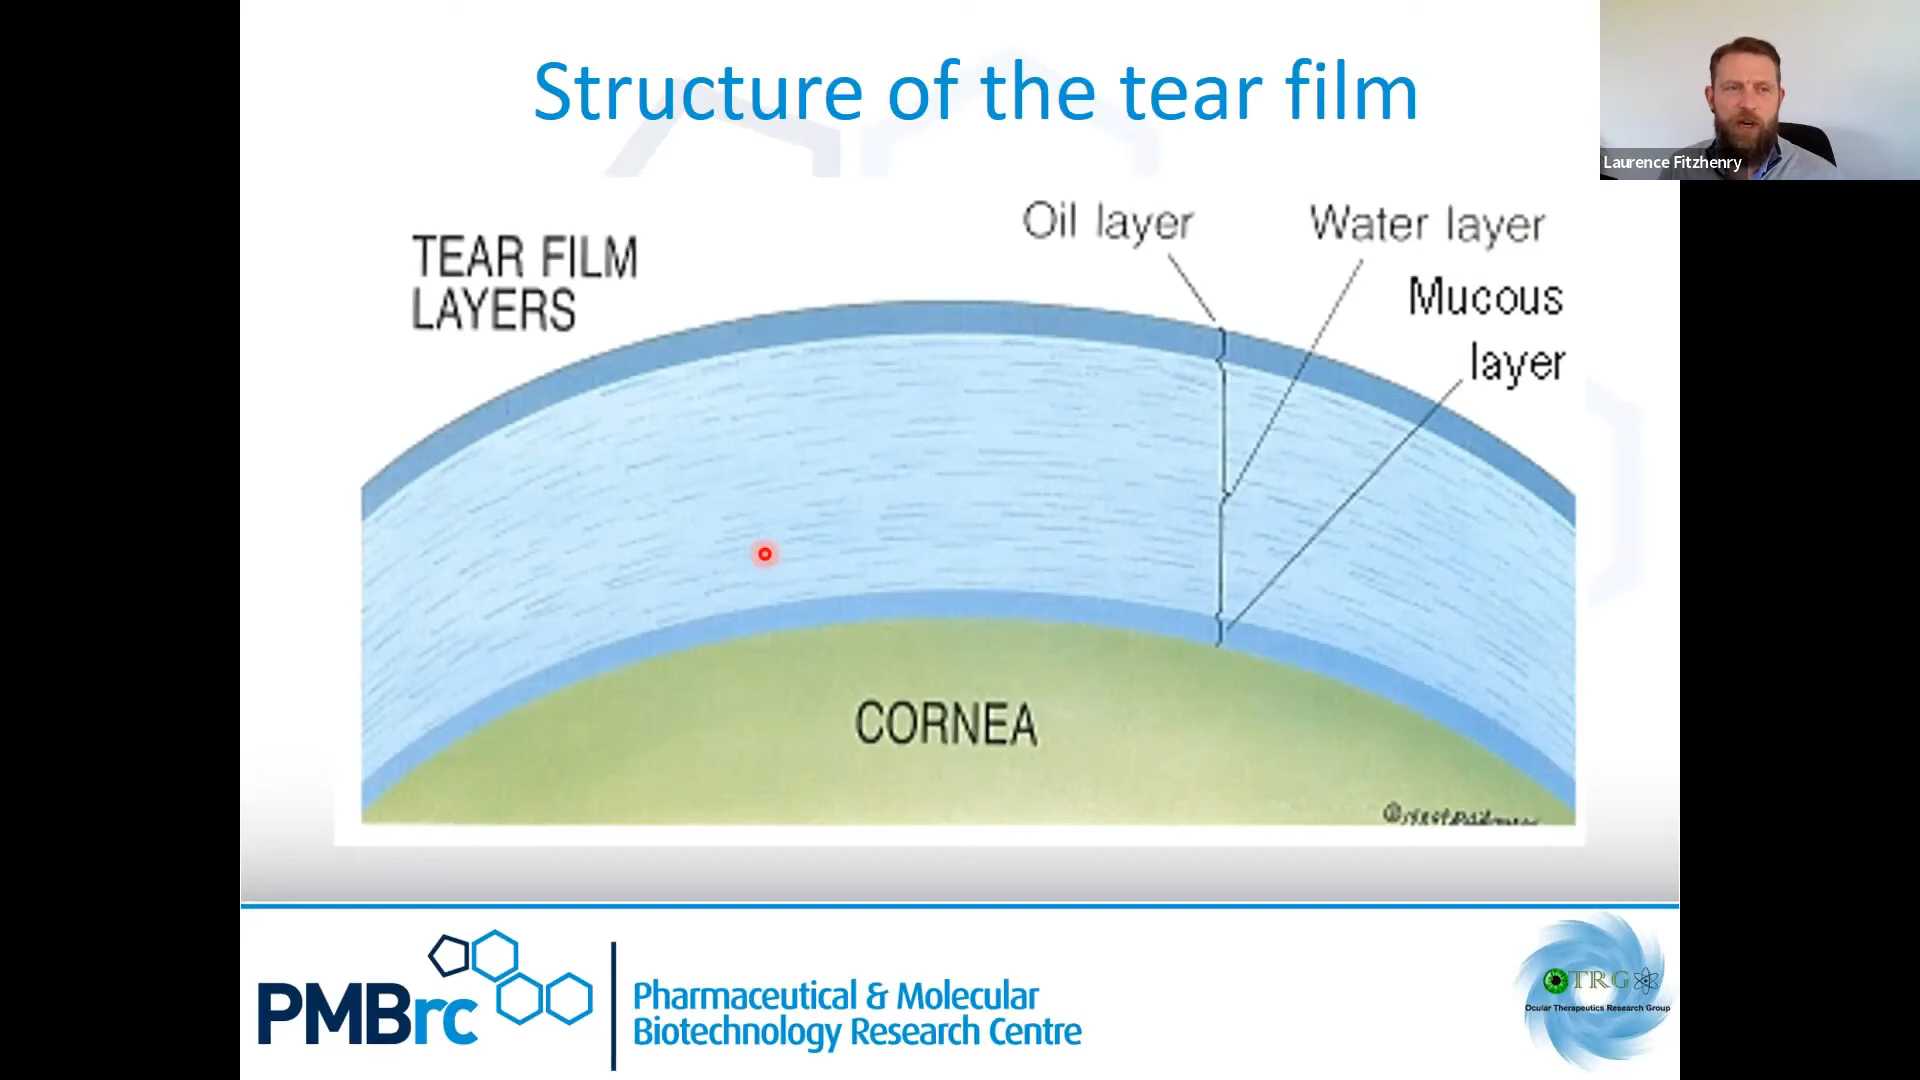 Structure of the tear film
Laurence Fitzhenry
TEAR FILM
LAYERS
Oil layer
Water layer
Mucous
layer
CORNEA
PMBrc
Pharmaceutical & Molecular
Biotechnology Research Centre
OTRG
Ocular Therapeutics Research Group